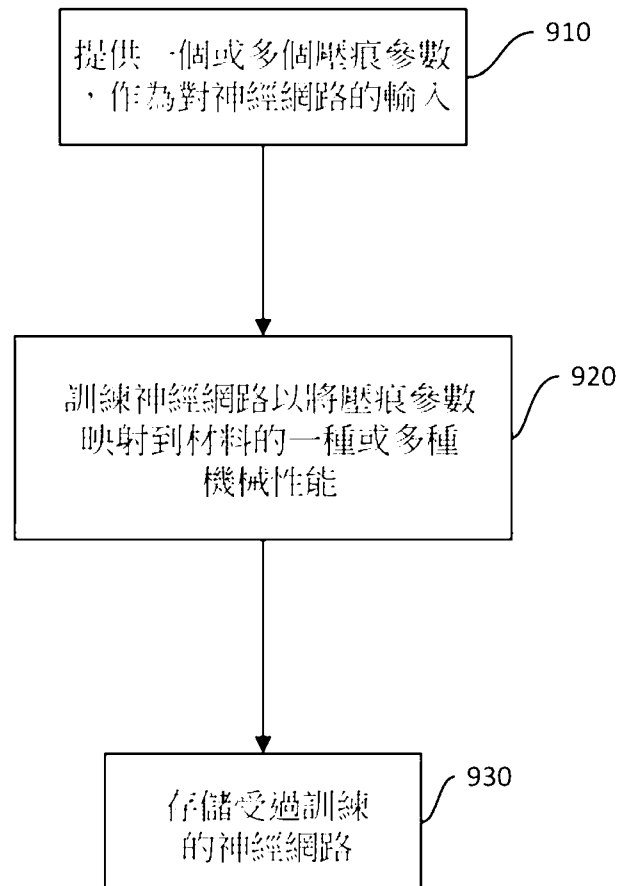 提供一個或多個壓痕參數
，作為對神經網路的輸入
910
訓練神經網路以將壓痕參數
映射到材料的一種或多種
機械性能
920
存儲受過訓練
的神經網路
930